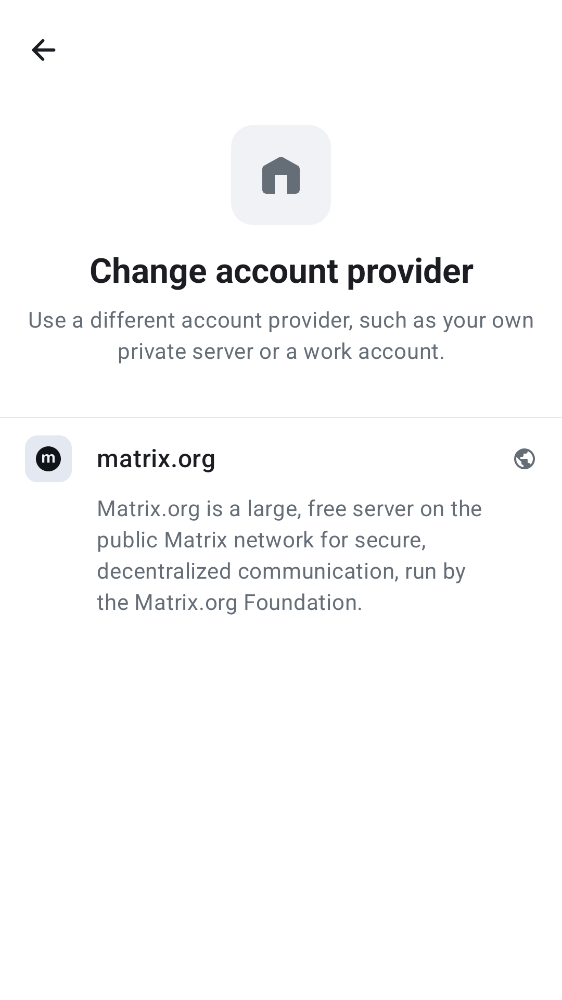 Change account provider
Use a different account provider, such as your own
private server or a work account.
m
matrix.org
Matrix.org is a large, free server on the
public Matrix network for secure,
decentralized communication, run by
the Matrix.org Foundation.